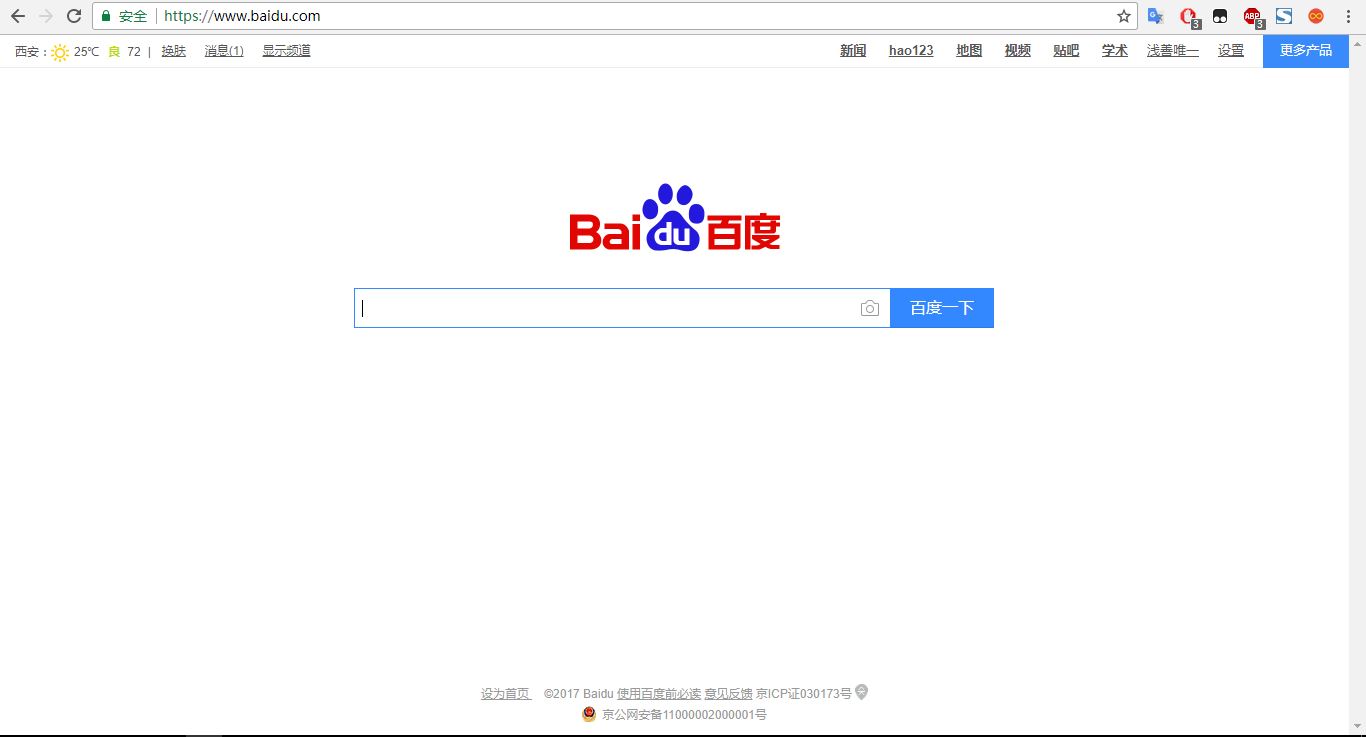 安全 https://www.baidu.com 3 ABP 3
西安： 25℃ 良 72 | 换肤 消息(1) 显示频道 新闻 hao123 地图 视频 贴吧 学术 浅善唯一 设置 更多产品
Bai du 百度
百度一下
设为首页 ©2017 Baidu 使用百度前必读 意见反馈 京ICP证030173号
京公网安备11000002000001号